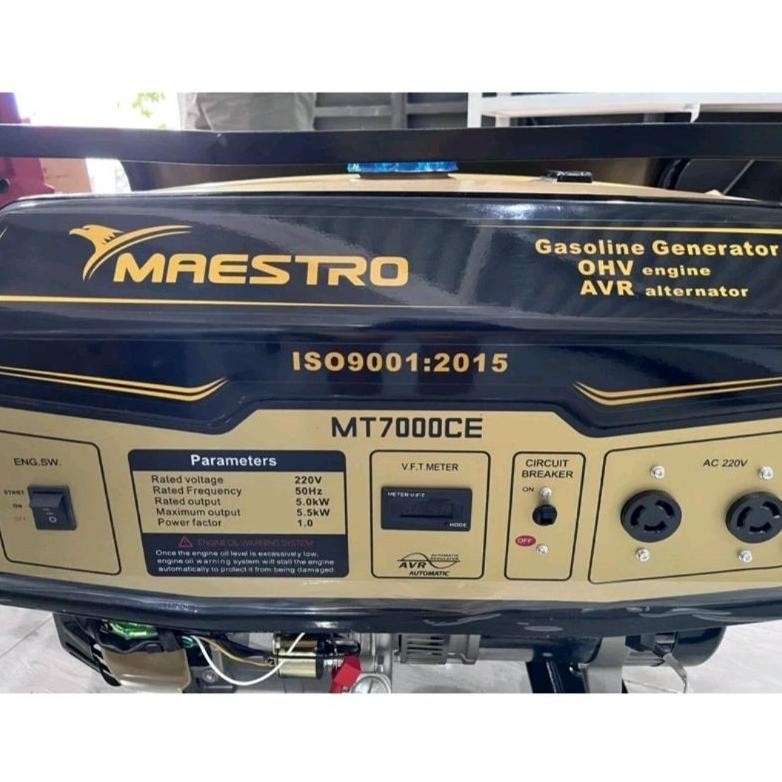 MAESTRO
Gasoline Generator
OHV engine
AVR alternator
ISO9001:2015
MT7000CE
ENG.SW.
START
ON
OFF
Parameters
Rated voltage 220V
Rated Frequency 50Hz
Rated output 5.0kW
Maximum output 5.5kW
Power factor 1.0
ENGINE OIL WARNING SYSTEM
Once the engine oil level is excessively low,
engine oil warning system will stall the engine
automatically to protect it from being damaged.
V.F.T METER
METER-V·F·T
MODE
AVR
AUTOMATIC
REGULATOR
AUTOMATIC
CIRCUIT
BREAKER
ON
OFF
AC 220V